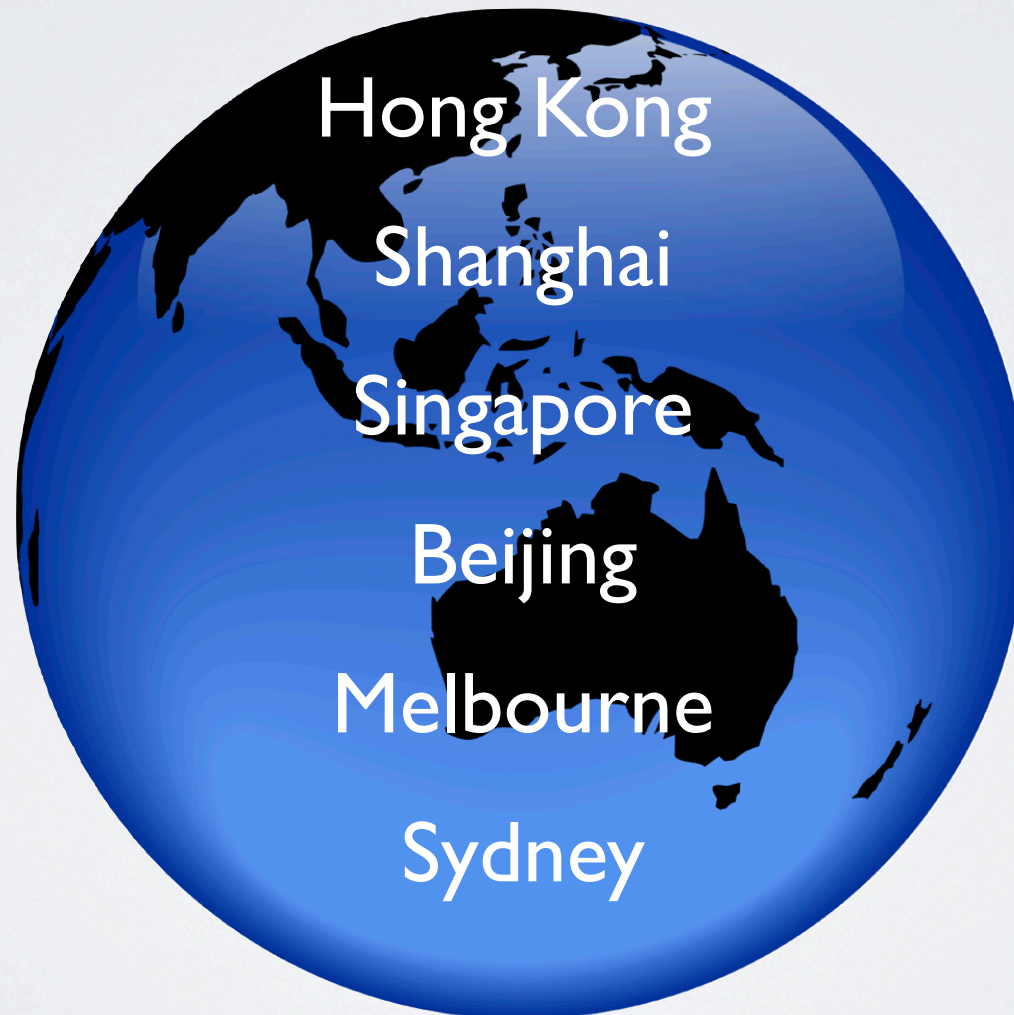 Hong Kong
Shanghai
Singapore
Beijing
Melbourne
Sydney